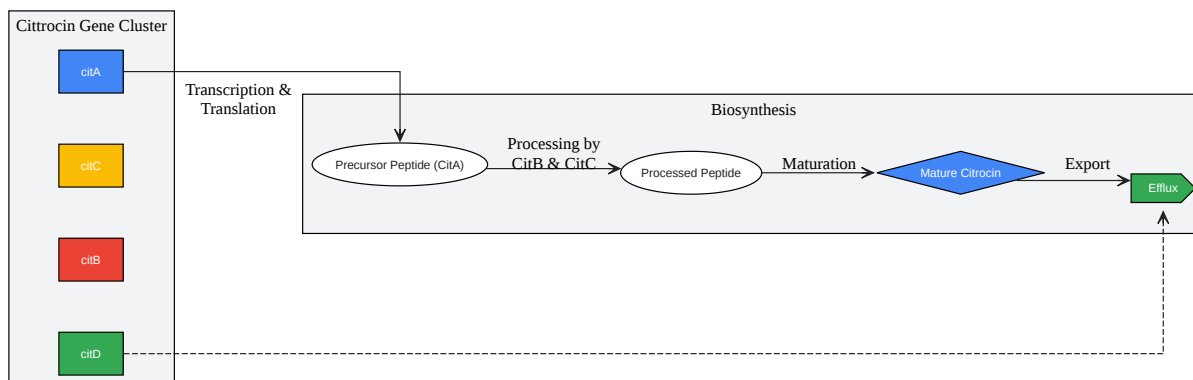 Cittrocin Gene Cluster
citA
citC
citB
citD
Transcription &
Translation
Biosynthesis
Precursor Peptide (CitA)
Processing by
CitB & CitC
Processed Peptide
Maturation
Mature Citrocin
Export
Efflux